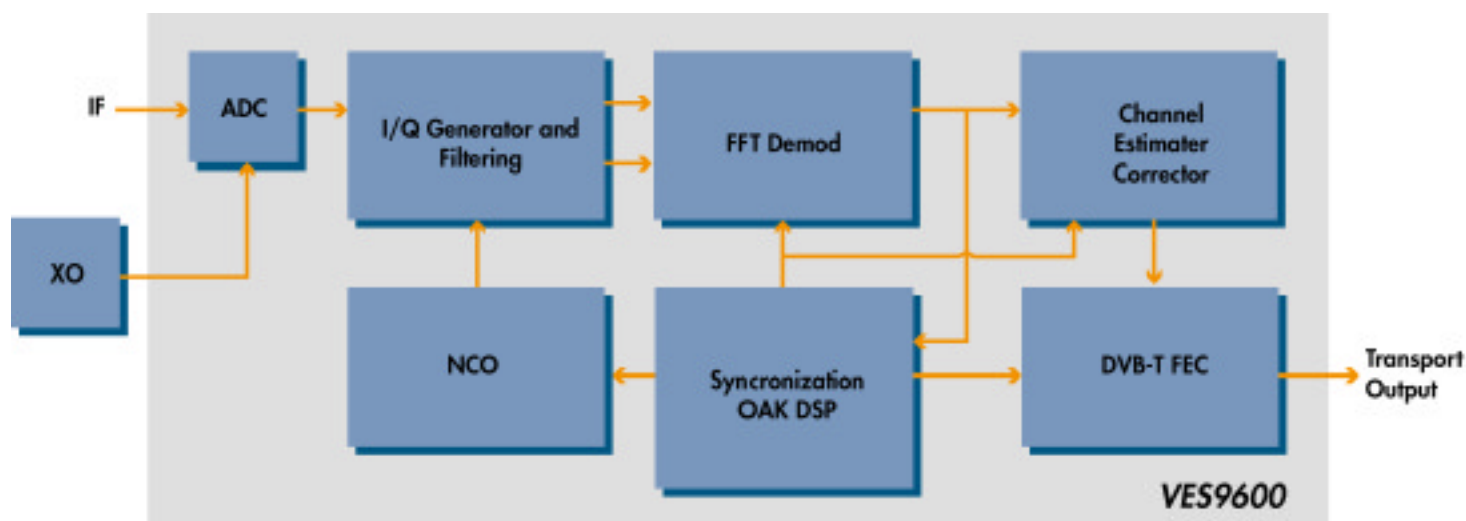 IF
ADC
I/Q Generator and
Filtering
FFT Demod
Channel
Estimater
Corrector
XO
NCO
Syncronization
OAK DSP
DVB-T FEC
Transport
Output
VES9600